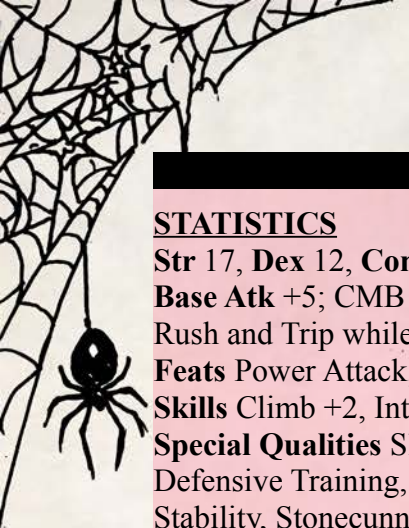 STATISTICS
Str 17, Dex 12, Con
Base Atk +5; CMB
Rush and Trip while
Feats Power Attack
Skills Climb +2, Int
Special Qualities S
Defensive Training,
Stability, Stonecunn